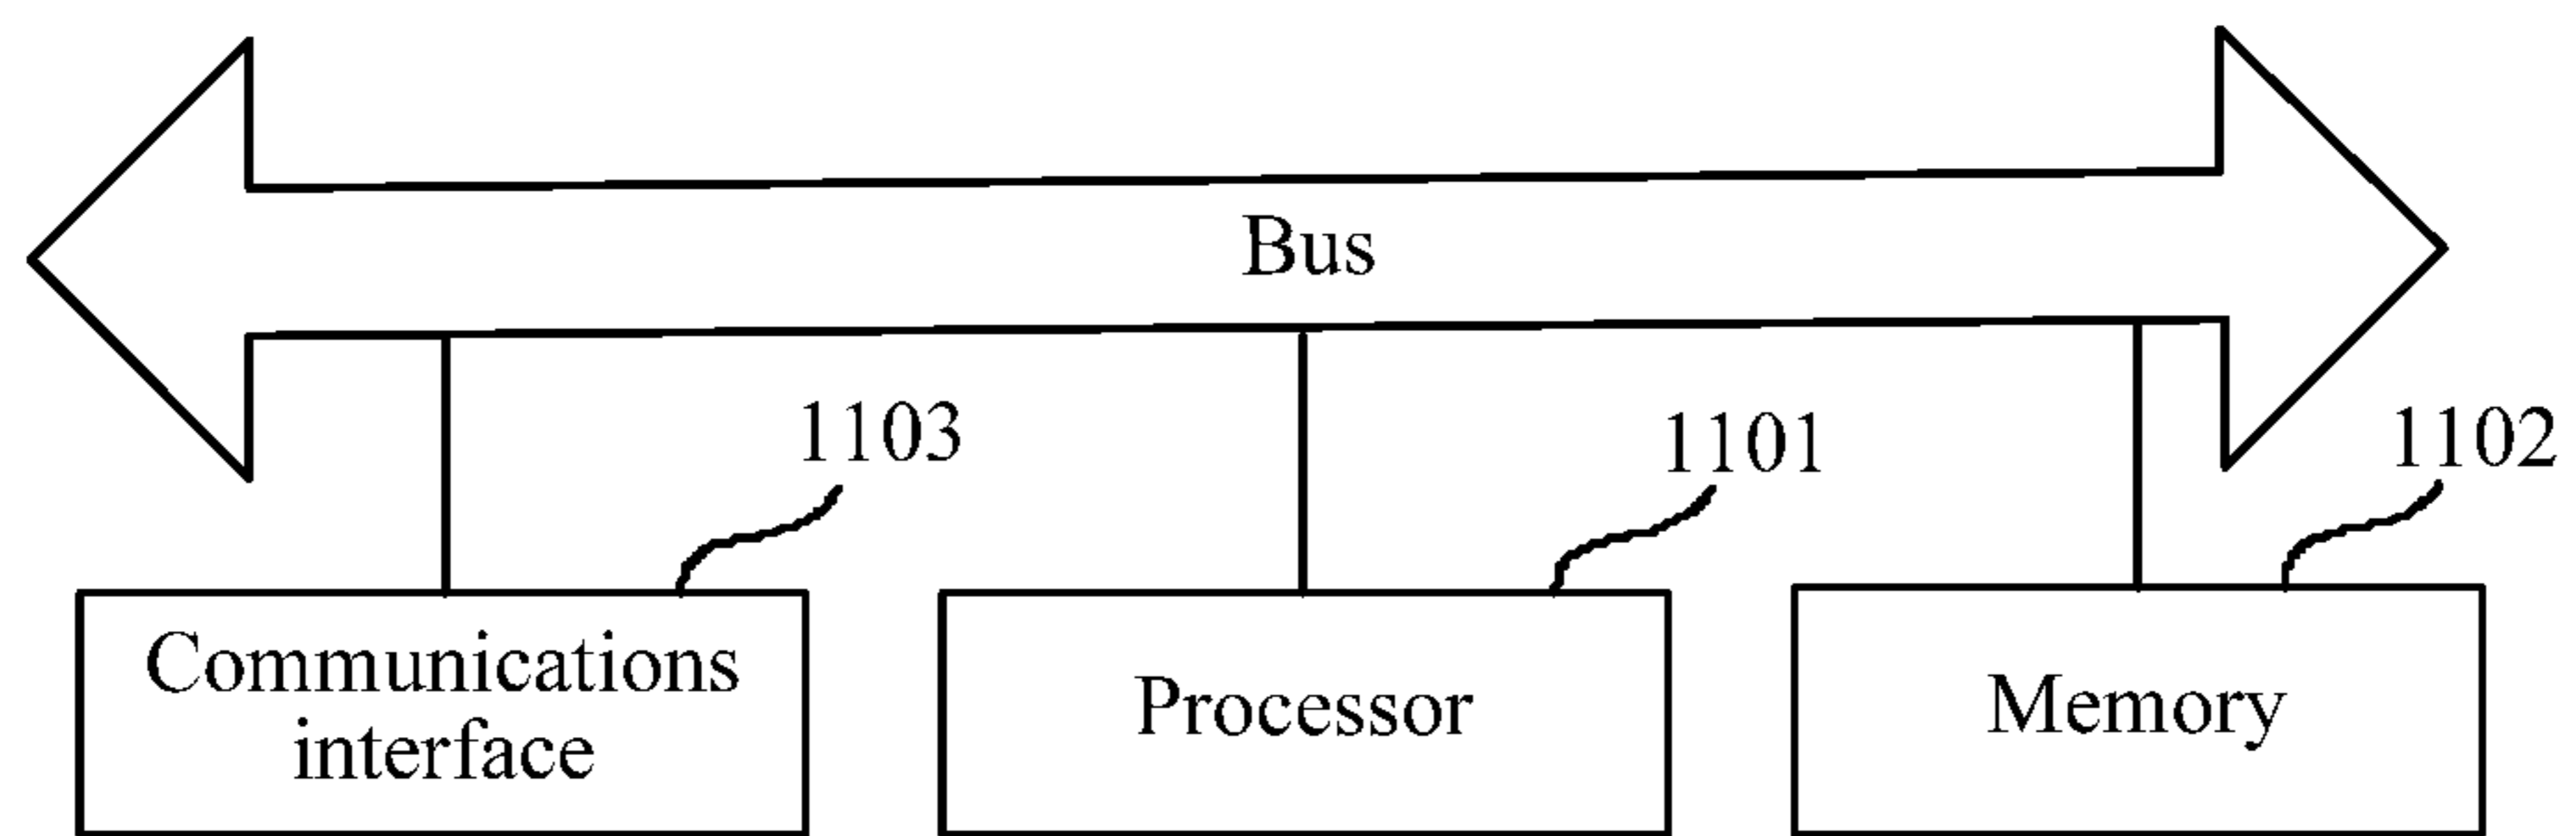 Bus
1103
1101
1102
Communications
interface
Processor
Memory